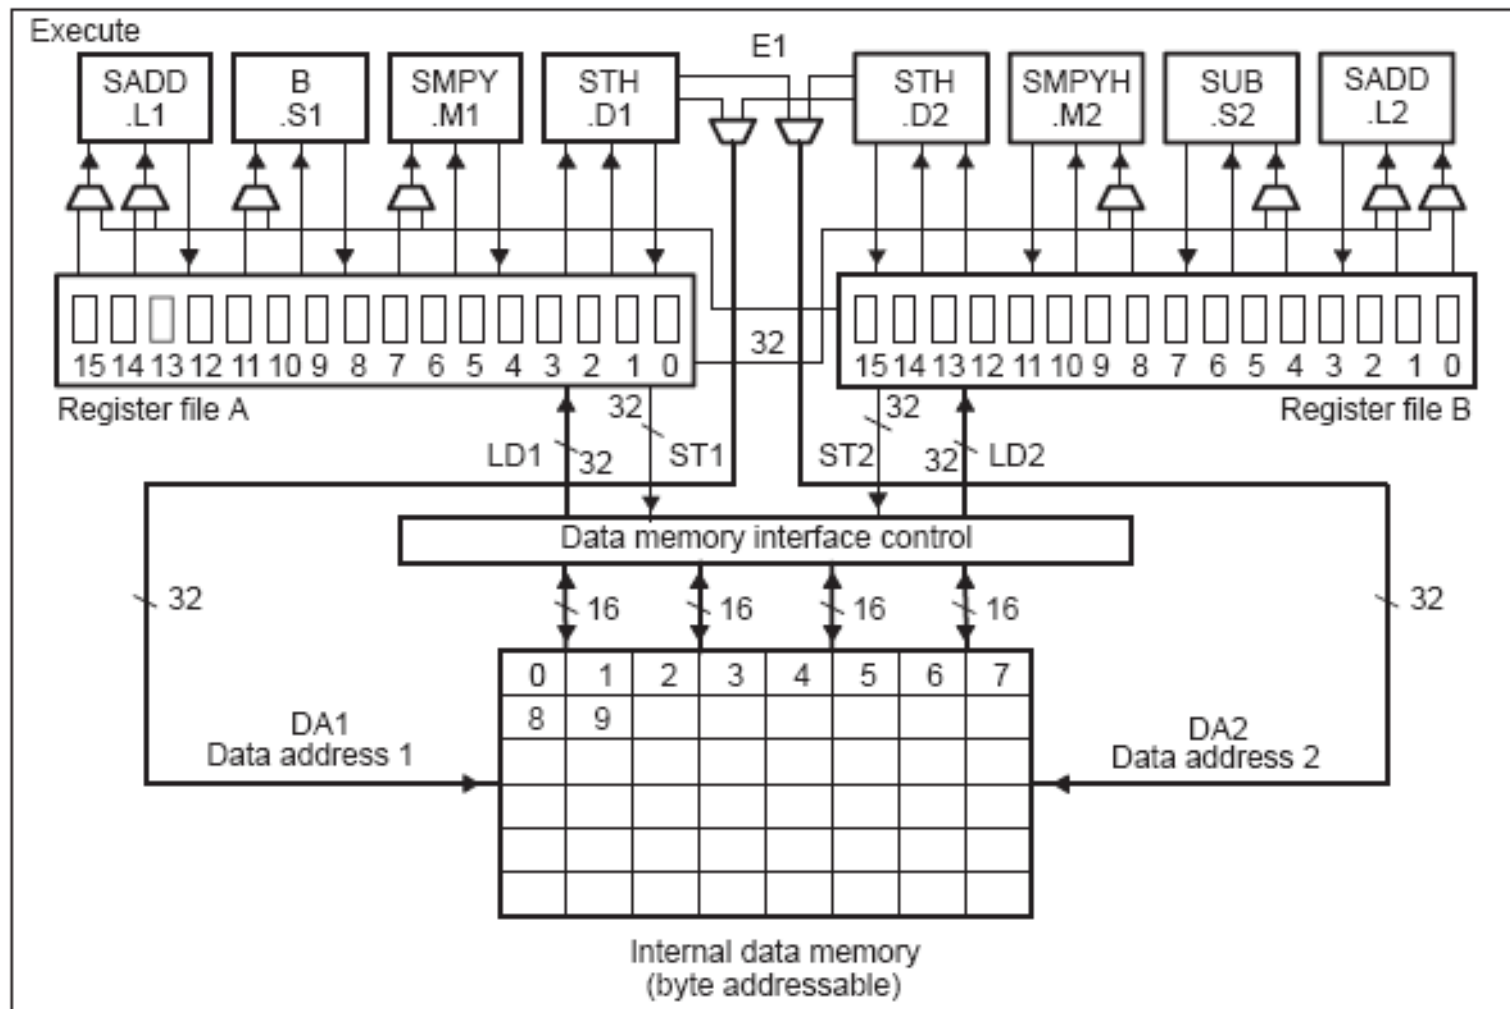 Execute
E1
SADD
.L1
B
.S1
SMPY
.M1
STH
.D1
STH
.D2
SMPYH
.M2
SUB
.S2
SADD
.L2
15 14 13 12 11 10 9 8 7 6 5 4 3 2 1 0
32
15 14 13 12 11 10 9 8 7 6 5 4 3 2 1 0
Register file A
32
32
Register file B
LD1
32
ST1
ST2
32
LD2
Data memory interface control
32
16
16
16
16
32
0 1 2 3 4 5 6 7
8 9
DA1
Data address 1
DA2
Data address 2
Internal data memory
(byte addressable)